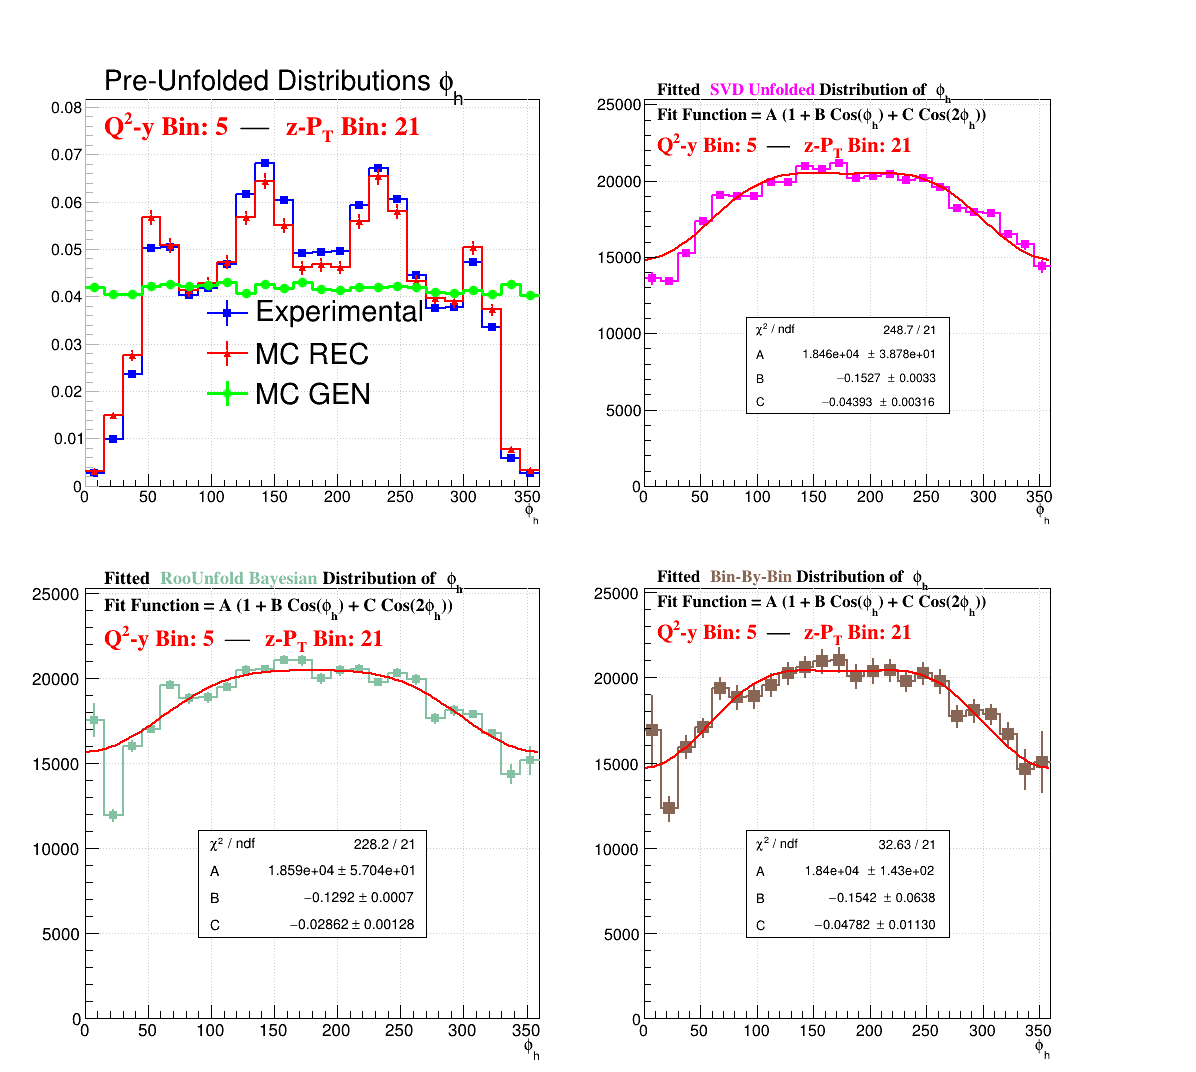 Pre-Unfolded Distributions ϕh
Q²-y Bin: 5 — z-PT Bin: 21
0.08
0.07
0.06
0.05
0.04
0.03
0.02
0.01
0
Experimental
MC REC
MC GEN
0 50 100 150 200 250 300 350
ϕh
Fitted SVD Unfolded Distribution of ϕh
Fit Function = A (1 + B Cos(ϕh) + C Cos(2ϕh))
Q²-y Bin: 5 — z-PT Bin: 21
25000
20000
15000
10000
5000
0
χ² / ndf 248.7 / 21
A 1.846e+04 ± 3.878e+01
B −0.1527 ± 0.0033
C −0.04393 ± 0.00316
0 50 100 150 200 250 300 350
ϕh
Fitted RooUnfold Bayesian Distribution of ϕh
Fit Function = A (1 + B Cos(ϕh) + C Cos(2ϕh))
Q²-y Bin: 5 — z-PT Bin: 21
25000
20000
15000
10000
5000
0
χ² / ndf 228.2 / 21
A 1.859e+04 ± 5.704e+01
B −0.1292 ± 0.0007
C −0.02862 ± 0.00128
0 50 100 150 200 250 300 350
ϕh
Fitted Bin-By-Bin Distribution of ϕh
Fit Function = A (1 + B Cos(ϕh) + C Cos(2ϕh))
Q²-y Bin: 5 — z-PT Bin: 21
25000
20000
15000
10000
5000
0
χ² / ndf 32.63 / 21
A 1.84e+04 ± 1.43e+02
B −0.1542 ± 0.0638
C −0.04782 ± 0.01130
0 50 100 150 200 250 300 350
ϕh